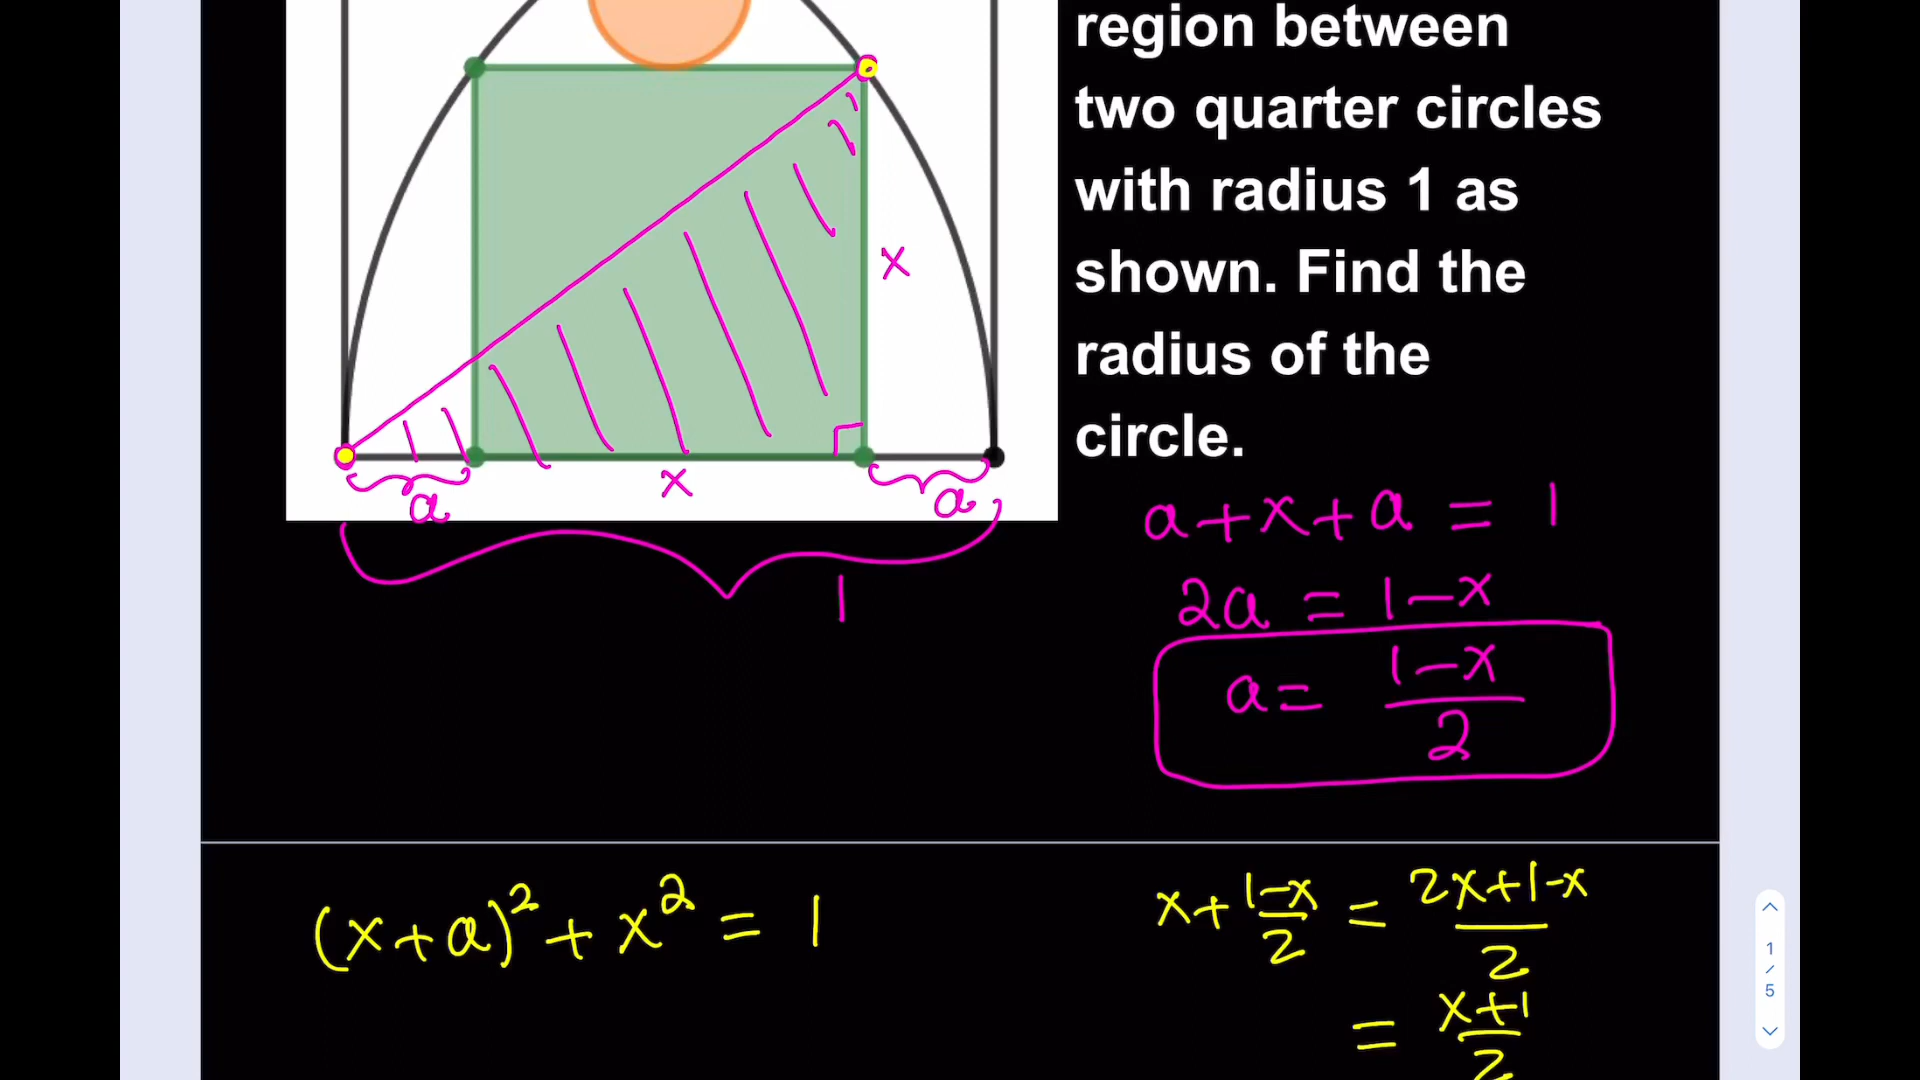 region between
two quarter circles
with radius 1 as
shown. Find the
radius of the
circle.
x
x
a
a
1
a+x+a = 1
2a = 1-x
a = (1-x)/2
(x+a)² + x² = 1
x + (1-x)/2 = (2x+1-x)/2
= (x+1)/2
1
/
5